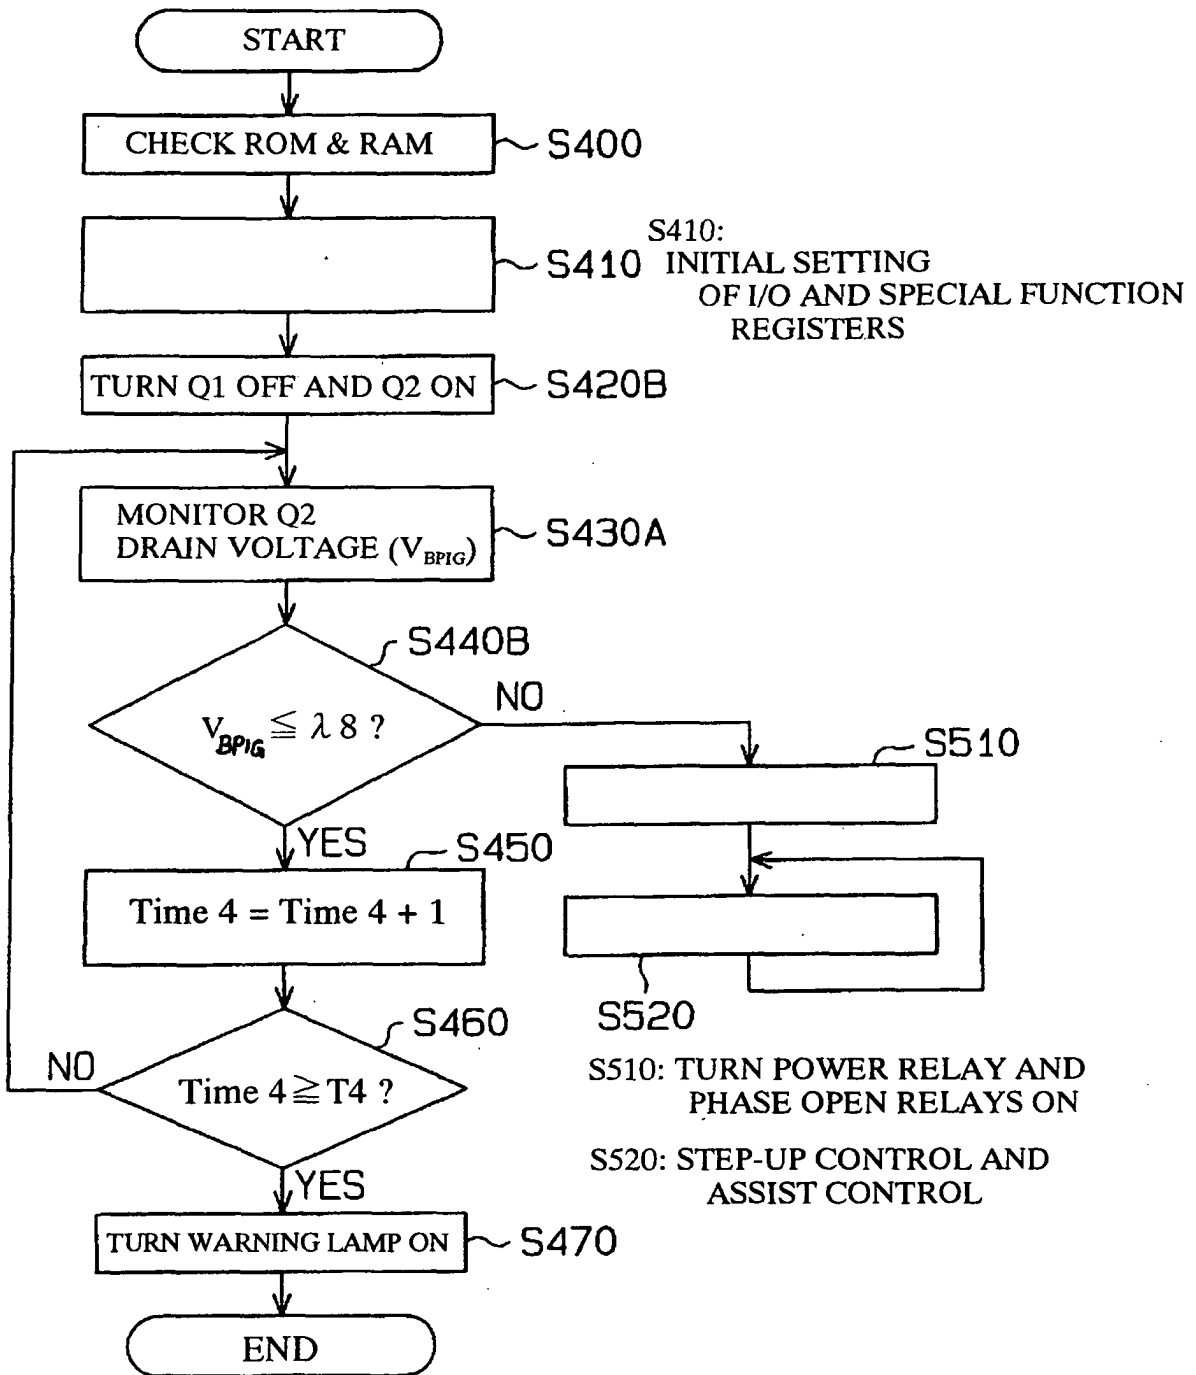 START
CHECK ROM & RAM
S400
S410
S410:
INITIAL SETTING
OF I/O AND SPECIAL FUNCTION
REGISTERS
TURN Q1 OFF AND Q2 ON
S420B
MONITOR Q2
DRAIN VOLTAGE (V_BPIG)
S430A
S440B
V_BPIG ≦ λ 8 ?
NO
YES
S510
S450
Time 4 = Time 4 + 1
S520
S460
NO
Time 4 ≧ T4 ?
YES
S510: TURN POWER RELAY AND
PHASE OPEN RELAYS ON
S520: STEP-UP CONTROL AND
ASSIST CONTROL
TURN WARNING LAMP ON
S470
END